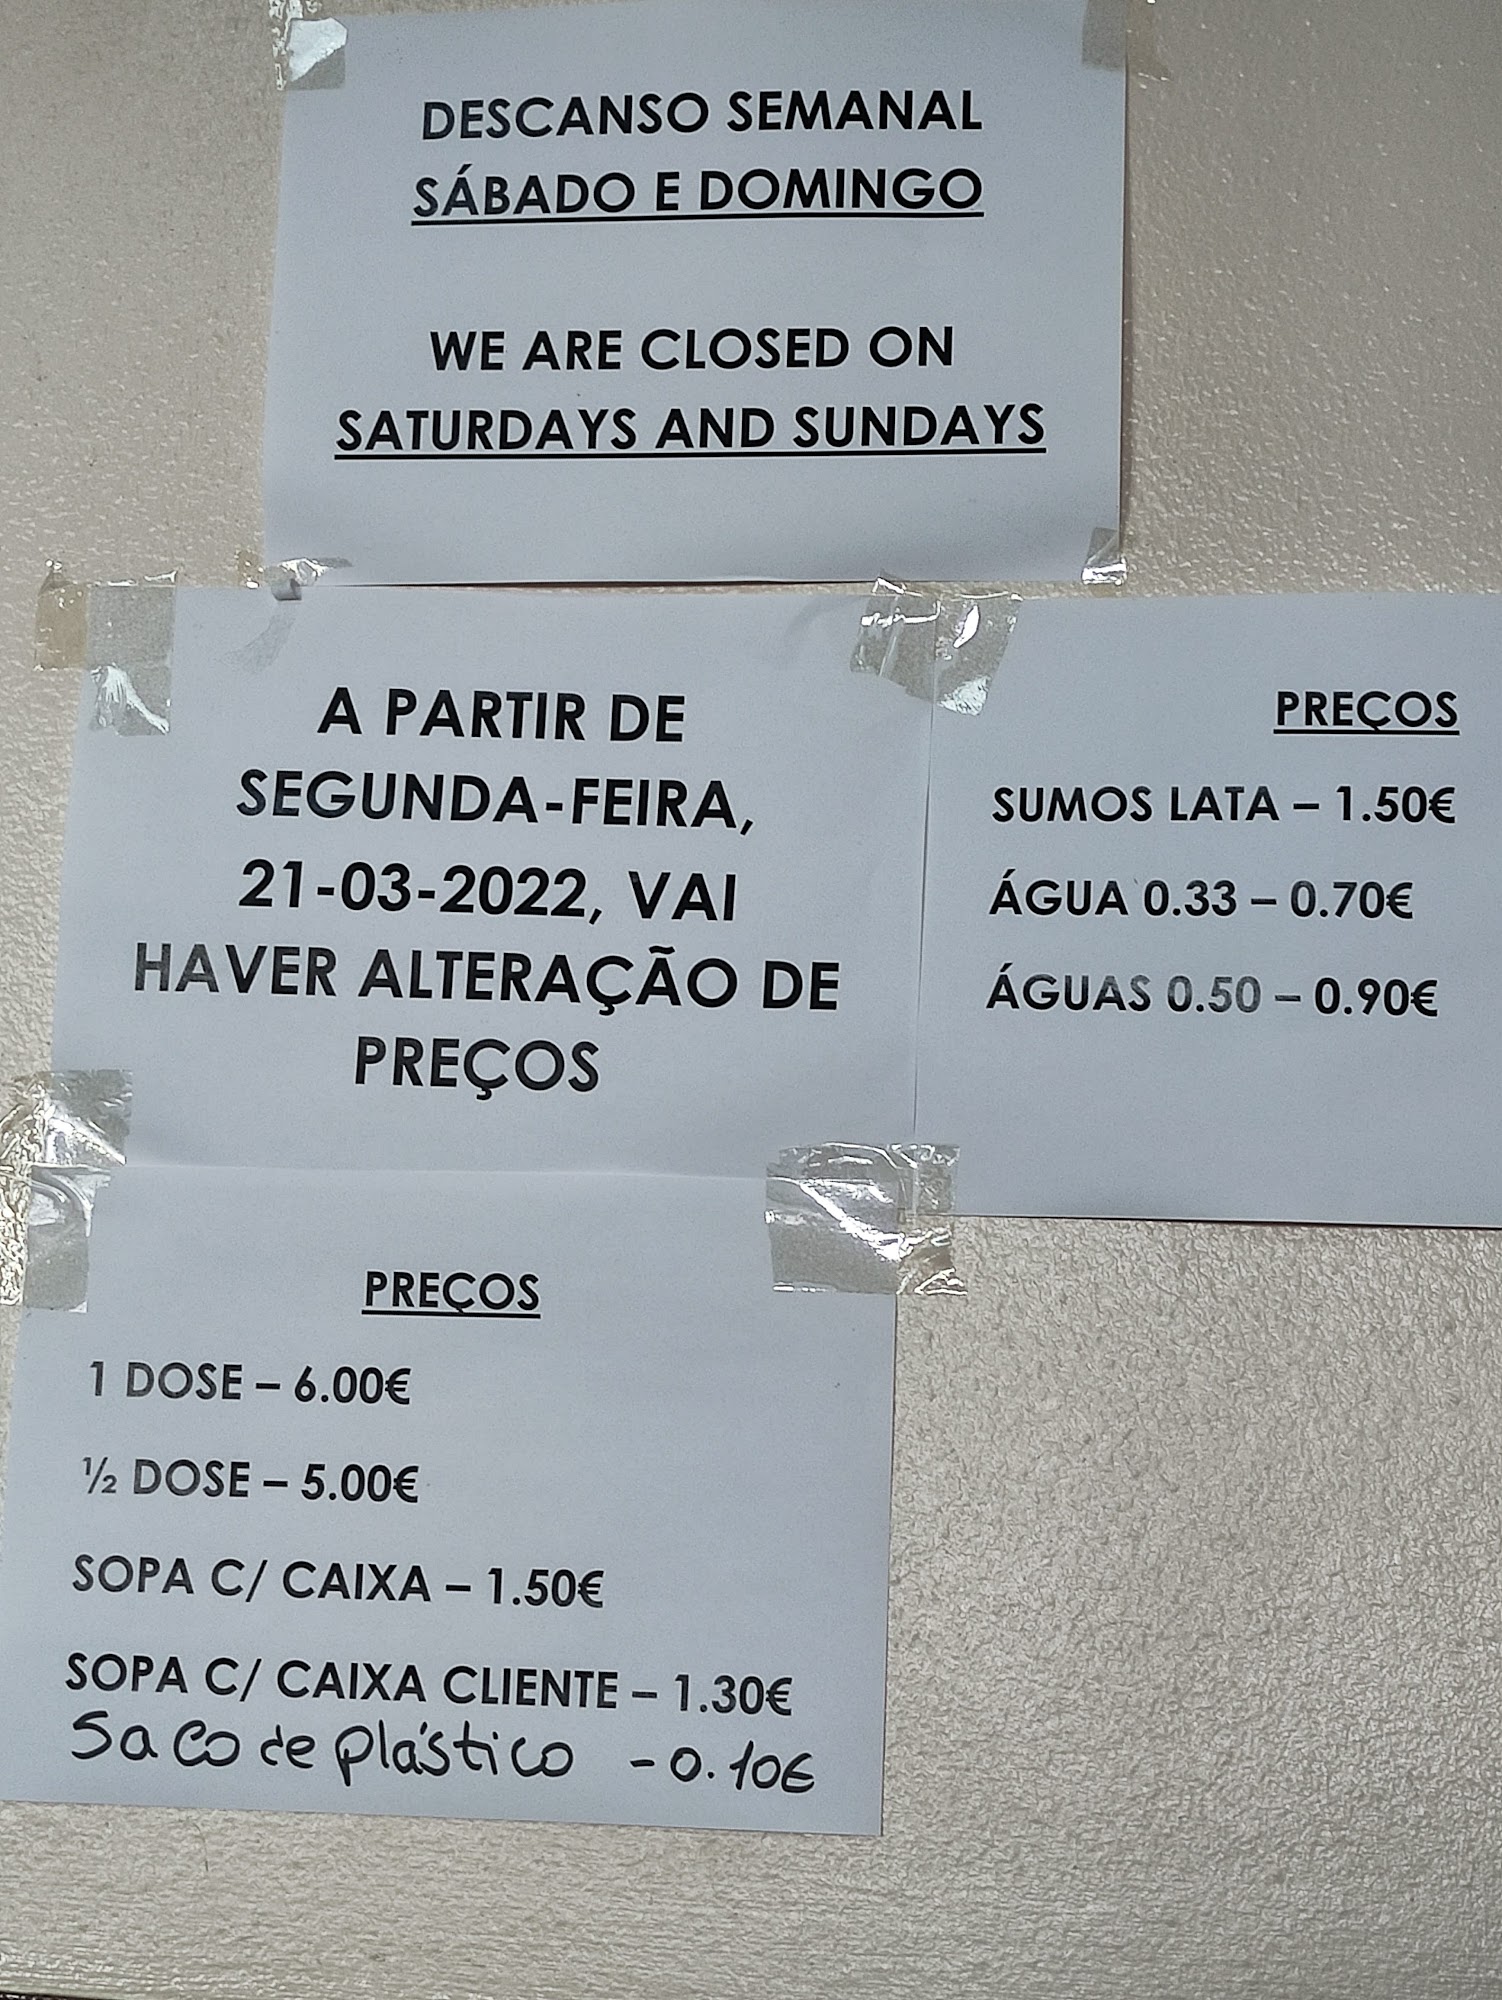 DESCANSO SEMANAL
SÁBADO E DOMINGO
WE ARE CLOSED ON
SATURDAYS AND SUNDAYS
A PARTIR DE
SEGUNDA-FEIRA,
21-03-2022, VAI
HAVER ALTERAÇÃO DE
PREÇOS
PREÇOS
SUMOS LATA – 1.50€
ÁGUA 0.33 – 0.70€
ÁGUAS 0.50 – 0.90€
PREÇOS
1 DOSE – 6.00€
½ DOSE – 5.00€
SOPA C/ CAIXA – 1.50€
SOPA C/ CAIXA CLIENTE – 1.30€
Saco de plástico - 0.10€